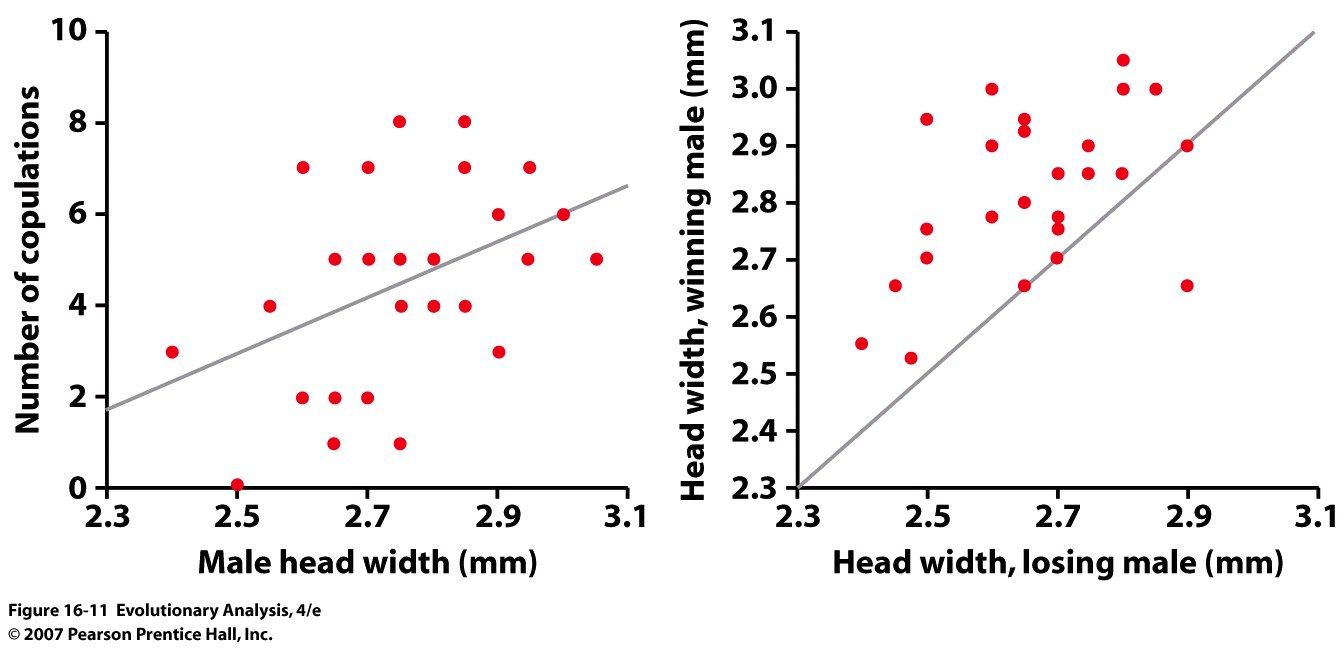 10
8
6
4
2
0
Number of copulations
2.3 2.5 2.7 2.9 3.1
Male head width (mm)
3.1
3.0
2.9
2.8
2.7
2.6
2.5
2.4
2.3
Head width, winning male (mm)
2.3 2.5 2.7 2.9 3.1
Head width, losing male (mm)
Figure 16-11 Evolutionary Analysis, 4/e
© 2007 Pearson Prentice Hall, Inc.